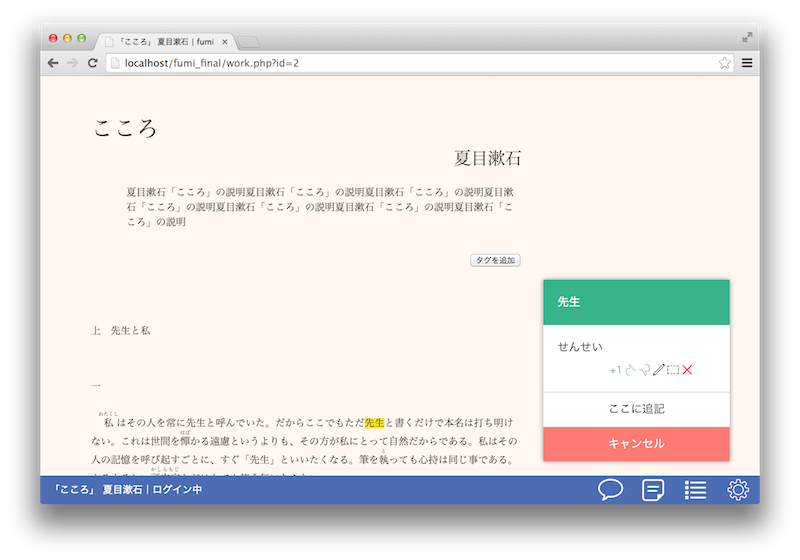 「こころ」 夏目漱石 | fumi
localhost/fumi_final/work.php?id=2
こころ
夏目漱石
夏目漱石「こころ」の説明夏目漱石「こころ」の説明夏目漱石「こころ」の説明夏目漱
石「こころ」の説明夏目漱石「こころ」の説明夏目漱石「こころ」の説明夏目漱石「こ
ころ」の説明
タグを追加
上　先生と私
一
わたくし
私はその人を常に先生と呼んでいた。だからここでもただ先生と書くだけで本名は打ち明け
はば
ない。これは世間を憚かる遠慮というよりも、その方が私にとって自然だからである。私はそ
の人の記憶を呼び起すごとに、すぐ「先生」といいたくなる。筆を執っても心持は同じ事である。
と
かしらもじ
先生
せんせい
+1
ここに追記
キャンセル
「こころ」 夏目漱石 | ログイン中